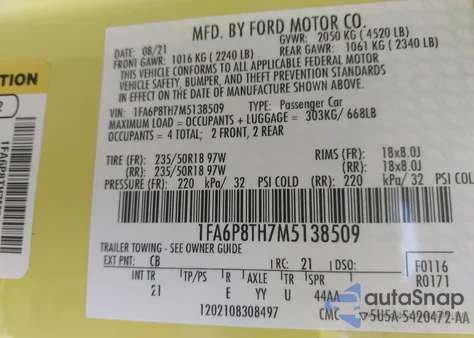 MFD. BY FORD MOTOR CO.
DATE: 08/21 GVWR: 2050 KG ( 4520 LB)
FRONT GAWR: 1016 KG ( 2240 LB) REAR GAWR: 1061 KG ( 2340 LB)
THIS VEHICLE CONFORMS TO ALL APPLICABLE FEDERAL MOTOR
VEHICLE SAFETY, BUMPER, AND THEFT PREVENTION STANDARDS
IN EFFECT ON THE DATE OF MANUFACTURE SHOWN ABOVE.
VIN: 1FA6P8TH7M5138509 TYPE: Passenger Car
MAXIMUM LOAD = OCCUPANTS + LUGGAGE = 303KG/ 668LB
OCCUPANTS = 4 TOTAL; 2 FRONT, 2 REAR
TIRE (FR): 235/50R18 97W RIMS (FR): 18x8.0J
(RR): 235/50R18 97W (RR): 18x8.0J
PRESSURE (FR): 220 kPa/ 32 PSI COLD (RR): 220 kPa/ 32 PSI COL
1FA6P8TH7M5138509
TRAILER TOWING - SEE OWNER GUIDE
EXT PNT: CB RC: 21 DSO: F0116
INT TR TP/PS R AXLE TR SPR R0171
21 E YY U 44AA
1202108308497 CMC 5U5A-5420472-AA
autoSnap
TION
2